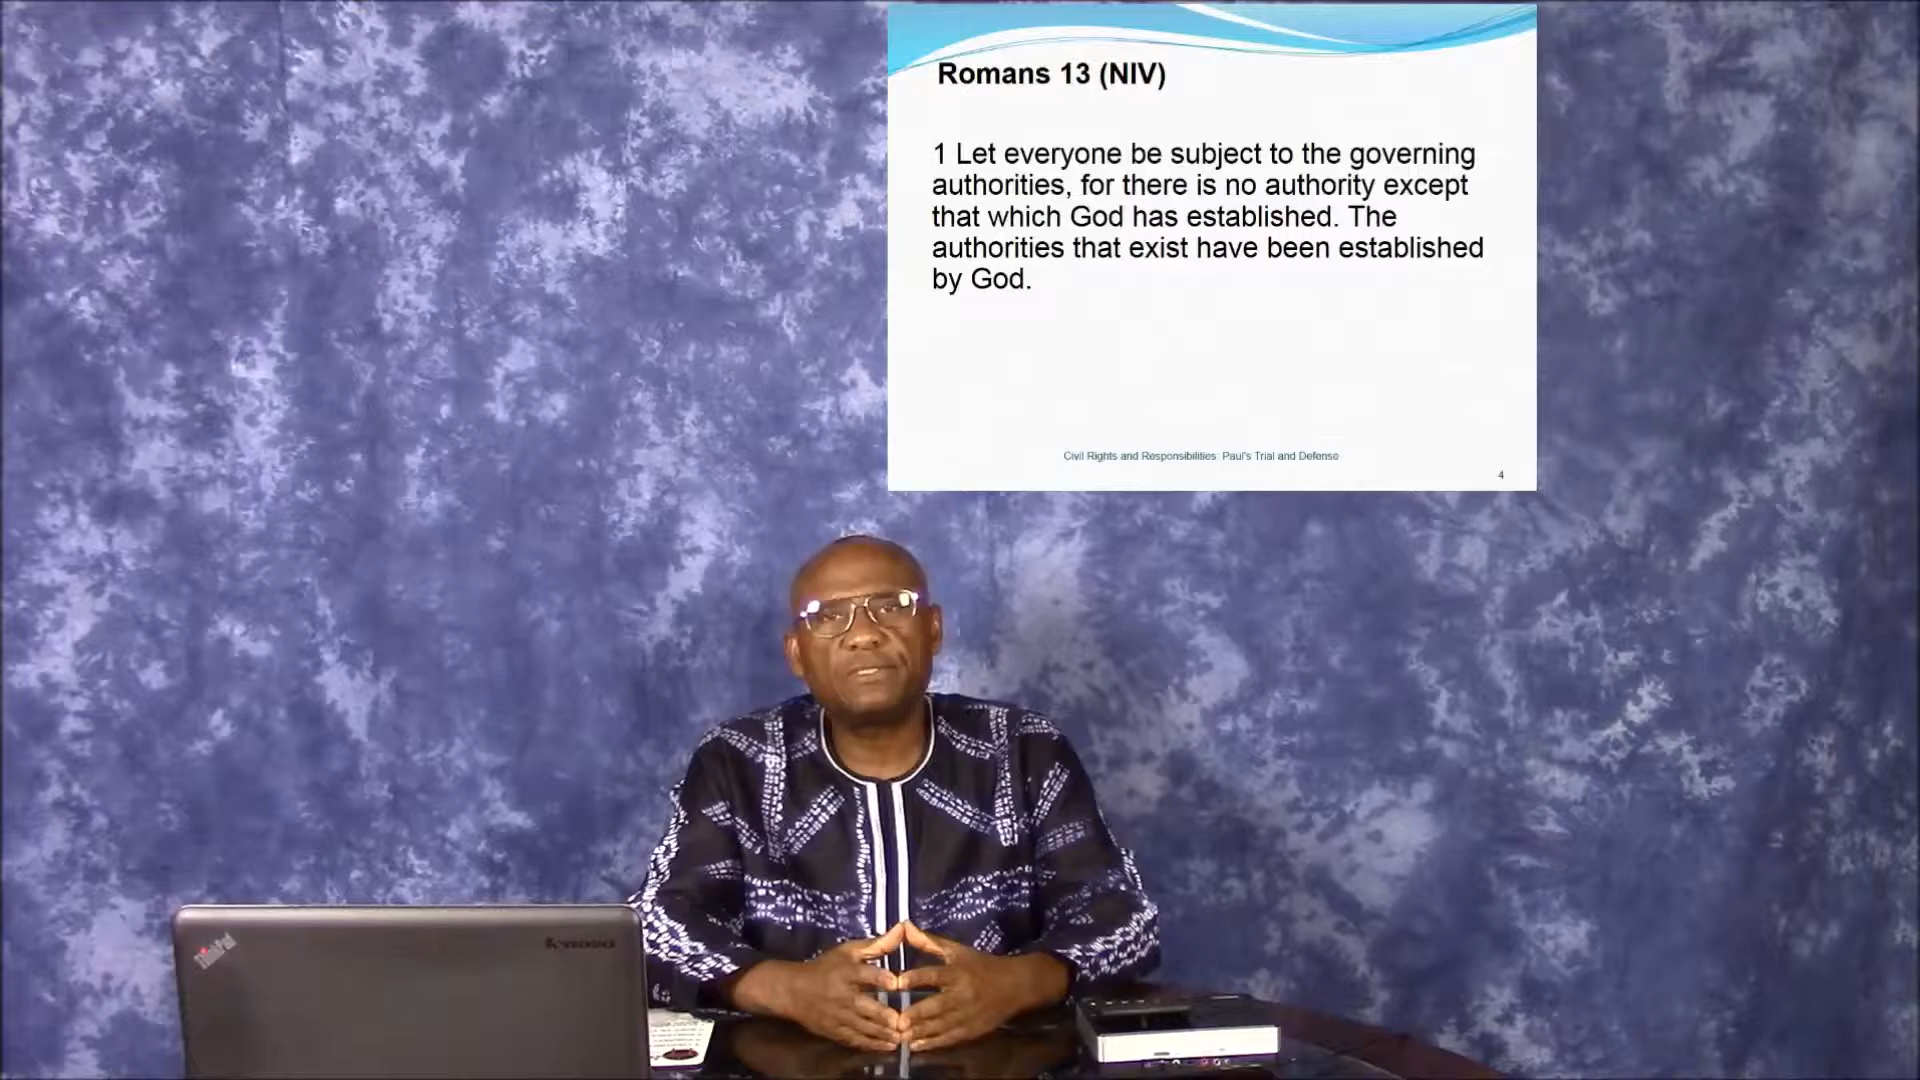 Romans 13 (NIV)
1 Let everyone be subject to the governing
authorities, for there is no authority except
that which God has established. The
authorities that exist have been established
by God.
Civil Rights and Responsibilities: Paul's Trial and Defense
4
ThinkPad
lenovo